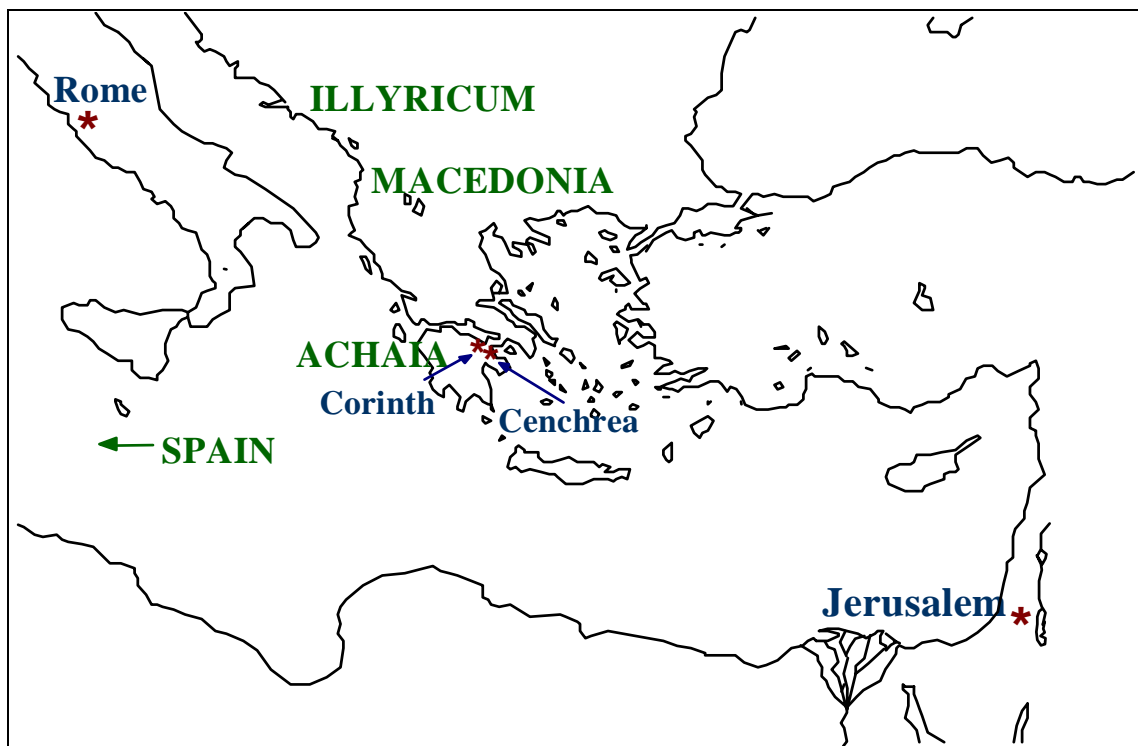 Rome
*
ILLYRICUM
MACEDONIA
ACHAIA
**
Corinth
Cenchrea
SPAIN
Jerusalem
*